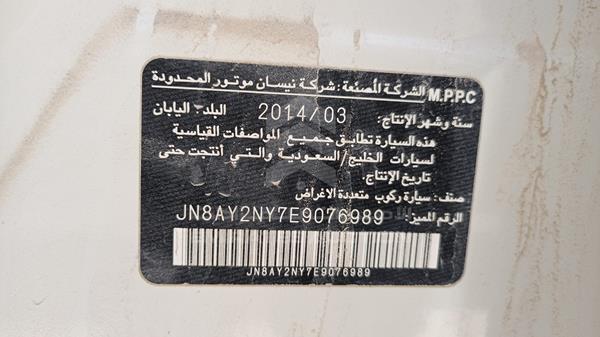 M.P.P.C الشركة المصنعة: شركة نيسان موتور المحدودة
سنة وشهر الإنتاج: 2014/03 البلد- اليابان
هذه السيارة تطابق جميع المواصفات القياسية
لسيارات الخليج/السعودية والتي أنتجت حتى
تاريخ الإنتاج.
صنف: سيارة ركوب متعددة الاغراض
الرقم المميز: JN8AY2NY7E9076989
JN8AY2NY7E9076989